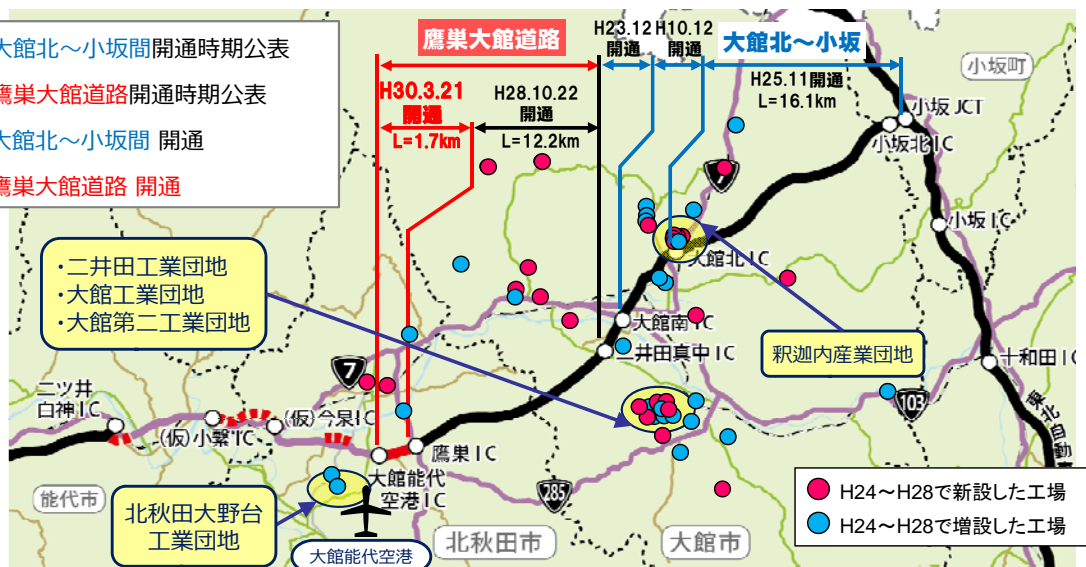 大館北～小坂間開通時期公表
鷹巣大館道路開通時期公表
大館北～小坂間 開通
鷹巣大館道路 開通
鷹巣大館道路
H23.12
開通
H10.12
開通
大館北～小坂
H30.3.21
開通
L=1.7km
H28.10.22
開通
L=12.2km
H25.11開通
L=16.1km
小坂町
小坂JCT
小坂北IC
小坂IC
7
大館北IC
・二井田工業団地
・大館工業団地
・大館第二工業団地
大館南IC
二井田真中IC
釈迦内産業団地
十和田IC
103
東北自動車
7
二ツ井
白神IC
(仮)小繋IC
(仮)今泉IC
鷹巣IC
大館能代
空港IC
285
能代市
北秋田大野台
工業団地
大館能代空港
北秋田市
大館市
H24～H28で新設した工場
H24～H28で増設した工場